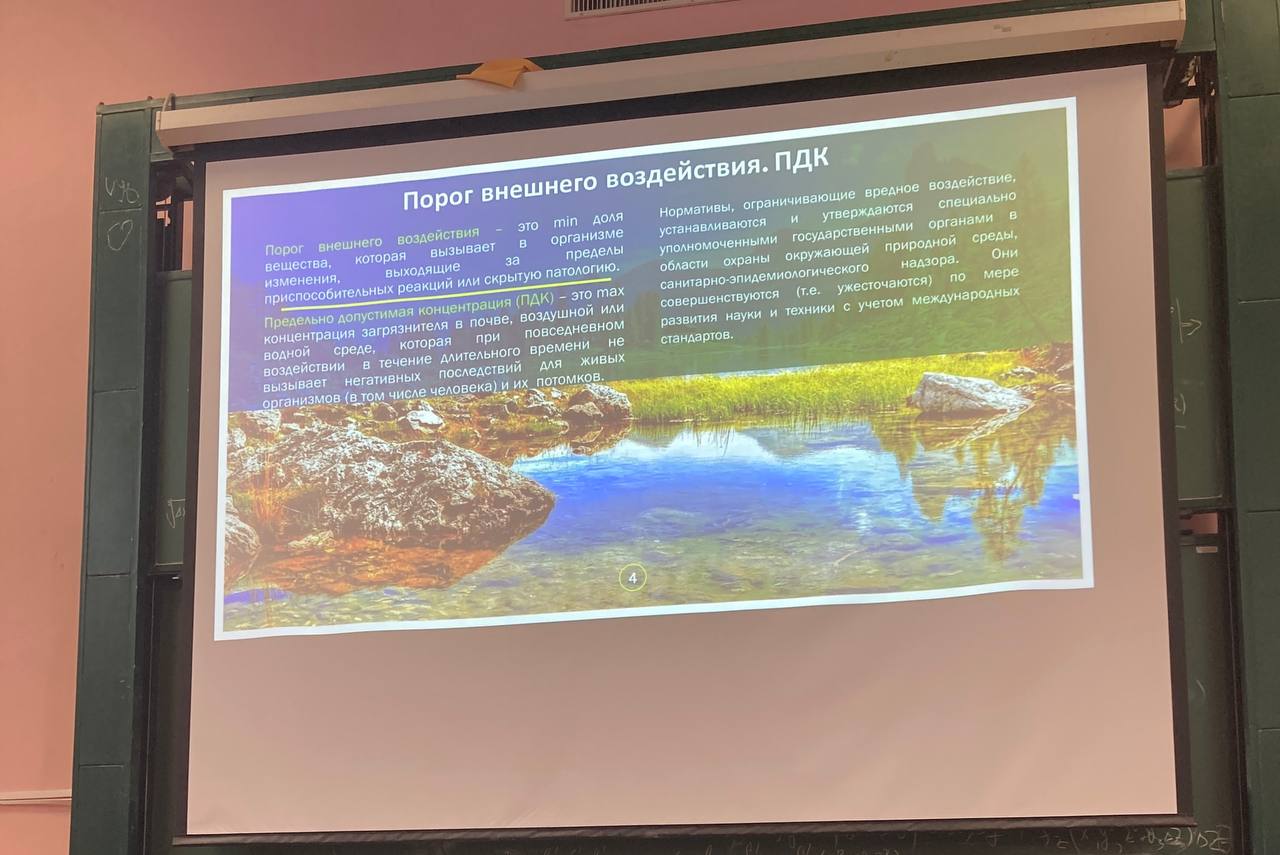 Порог внешнего воздействия. ПДК
Порог внешнего воздействия – это min доля
вещества, которая вызывает в организме
изменения, выходящие за пределы
приспособительных реакций или скрытую патологию.
Предельно допустимая концентрация (ПДК) – это max
концентрация загрязнителя в почве, воздушной или
водной среде, которая при повседневном
воздействии в течение длительного времени не
вызывает негативных последствий для живых
организмов (в том числе человека) и их потомков.
Нормативы, ограничивающие вредное воздействие,
устанавливаются и утверждаются специально
уполномоченными государственными органами в
области охраны окружающей природной среды,
санитарно-эпидемиологического надзора. Они
совершенствуются (т.е. ужесточаются) по мере
развития науки и техники с учетом международных
стандартов.
4